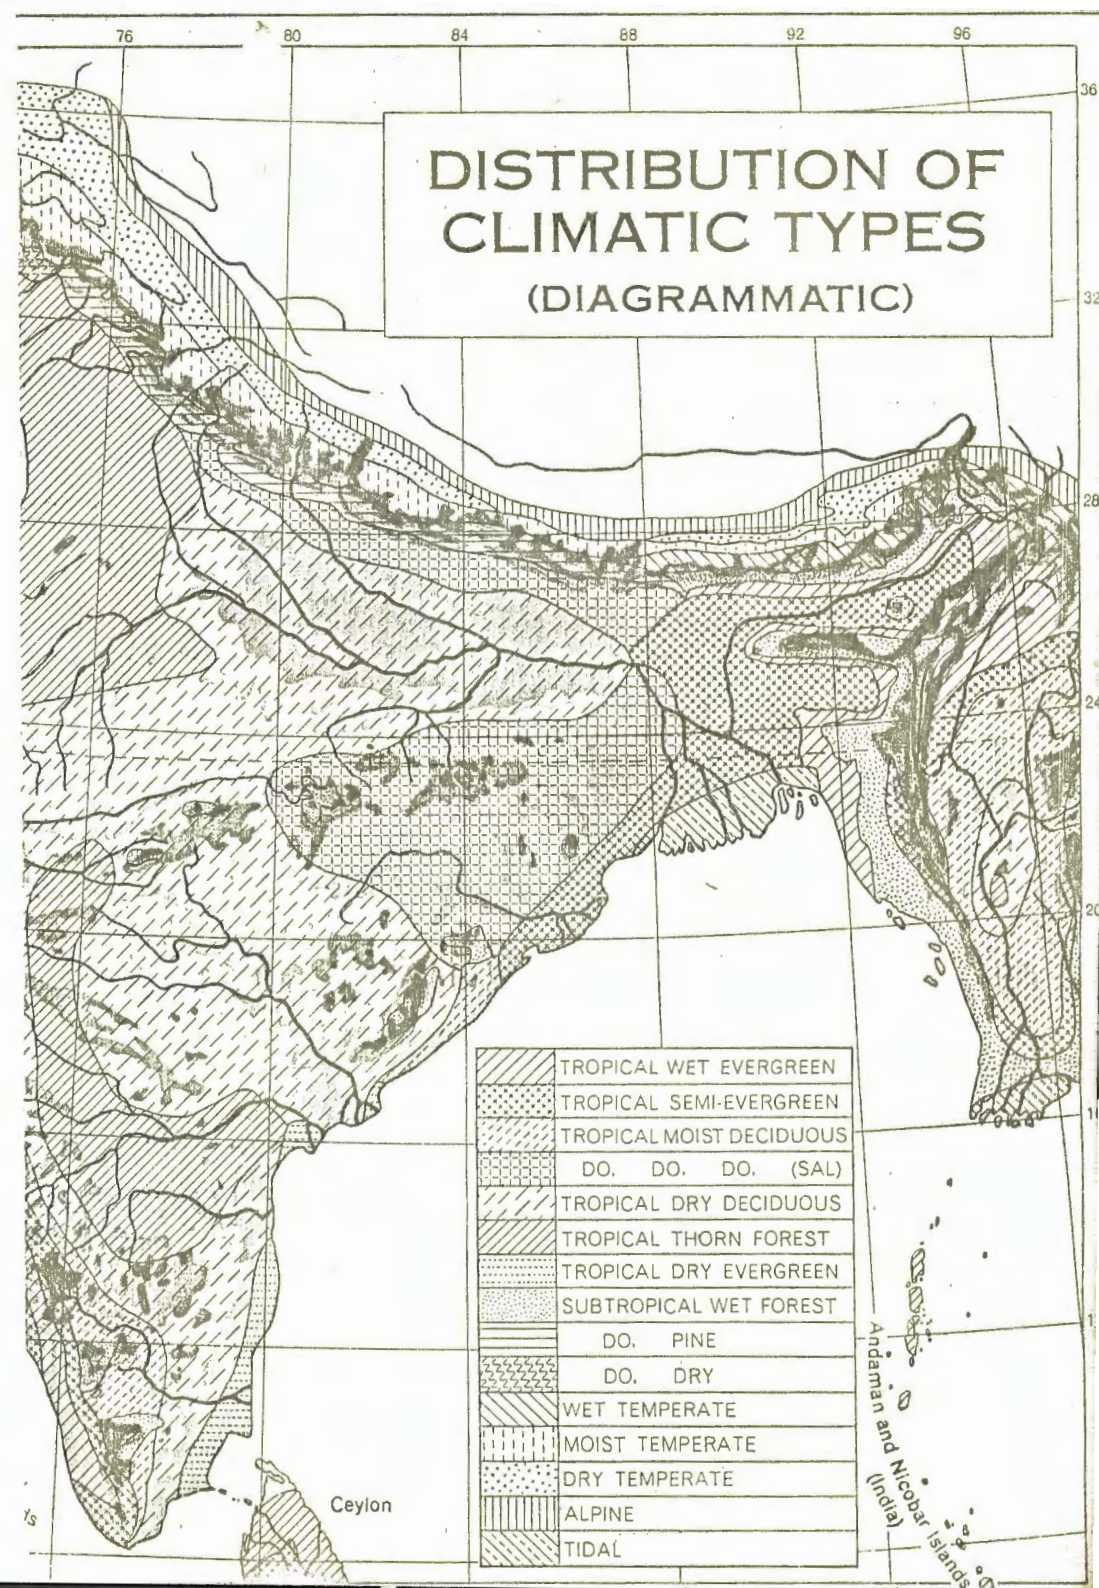 76 80 84 88 92 96
36
DISTRIBUTION OF
CLIMATIC TYPES
(DIAGRAMMATIC)
32
28
24
20
TROPICAL WET EVERGREEN
TROPICAL SEMI-EVERGREEN
TROPICAL MOIST DECIDUOUS
DO. DO. DO. (SAL)
TROPICAL DRY DECIDUOUS
TROPICAL THORN FOREST
TROPICAL DRY EVERGREEN
SUBTROPICAL WET FOREST
DO. PINE
DO. DRY
WET TEMPERATE
MOIST TEMPERATE
DRY TEMPERATE
ALPINE
TIDAL
Ceylon
Andaman and Nicobar Islands
(India)